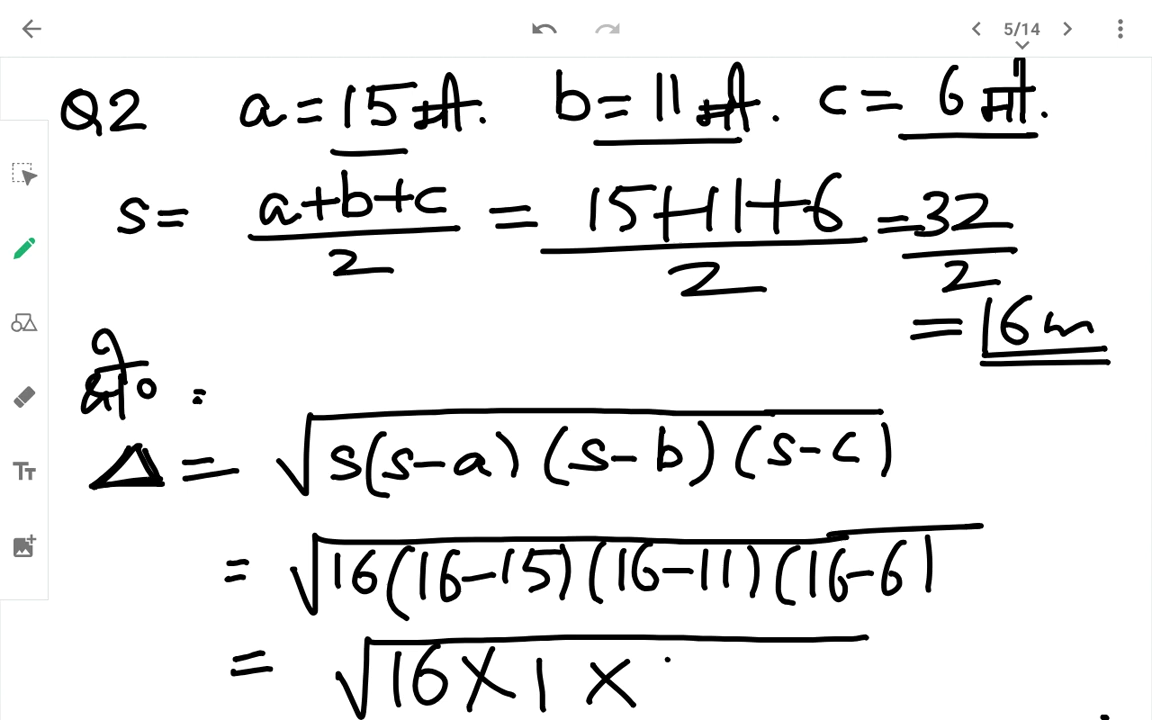 5/14
Q2 a = 15 मी. b = 11 मी. c = 6 मी.
s = a+b+c/2 = 15+11+6/2 = 32/2
= 16 m
क्षे० :
Δ = √s(s-a)(s-b)(s-c)
= √16(16-15)(16-11)(16-6)
= √16 × 1 ×
Tт